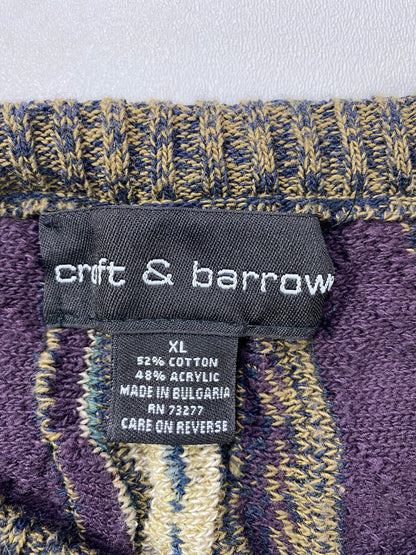 croft & barrow
XL
52% COTTON
48% ACRYLIC
MADE IN BULGARIA
RN 73277
CARE ON REVERSE